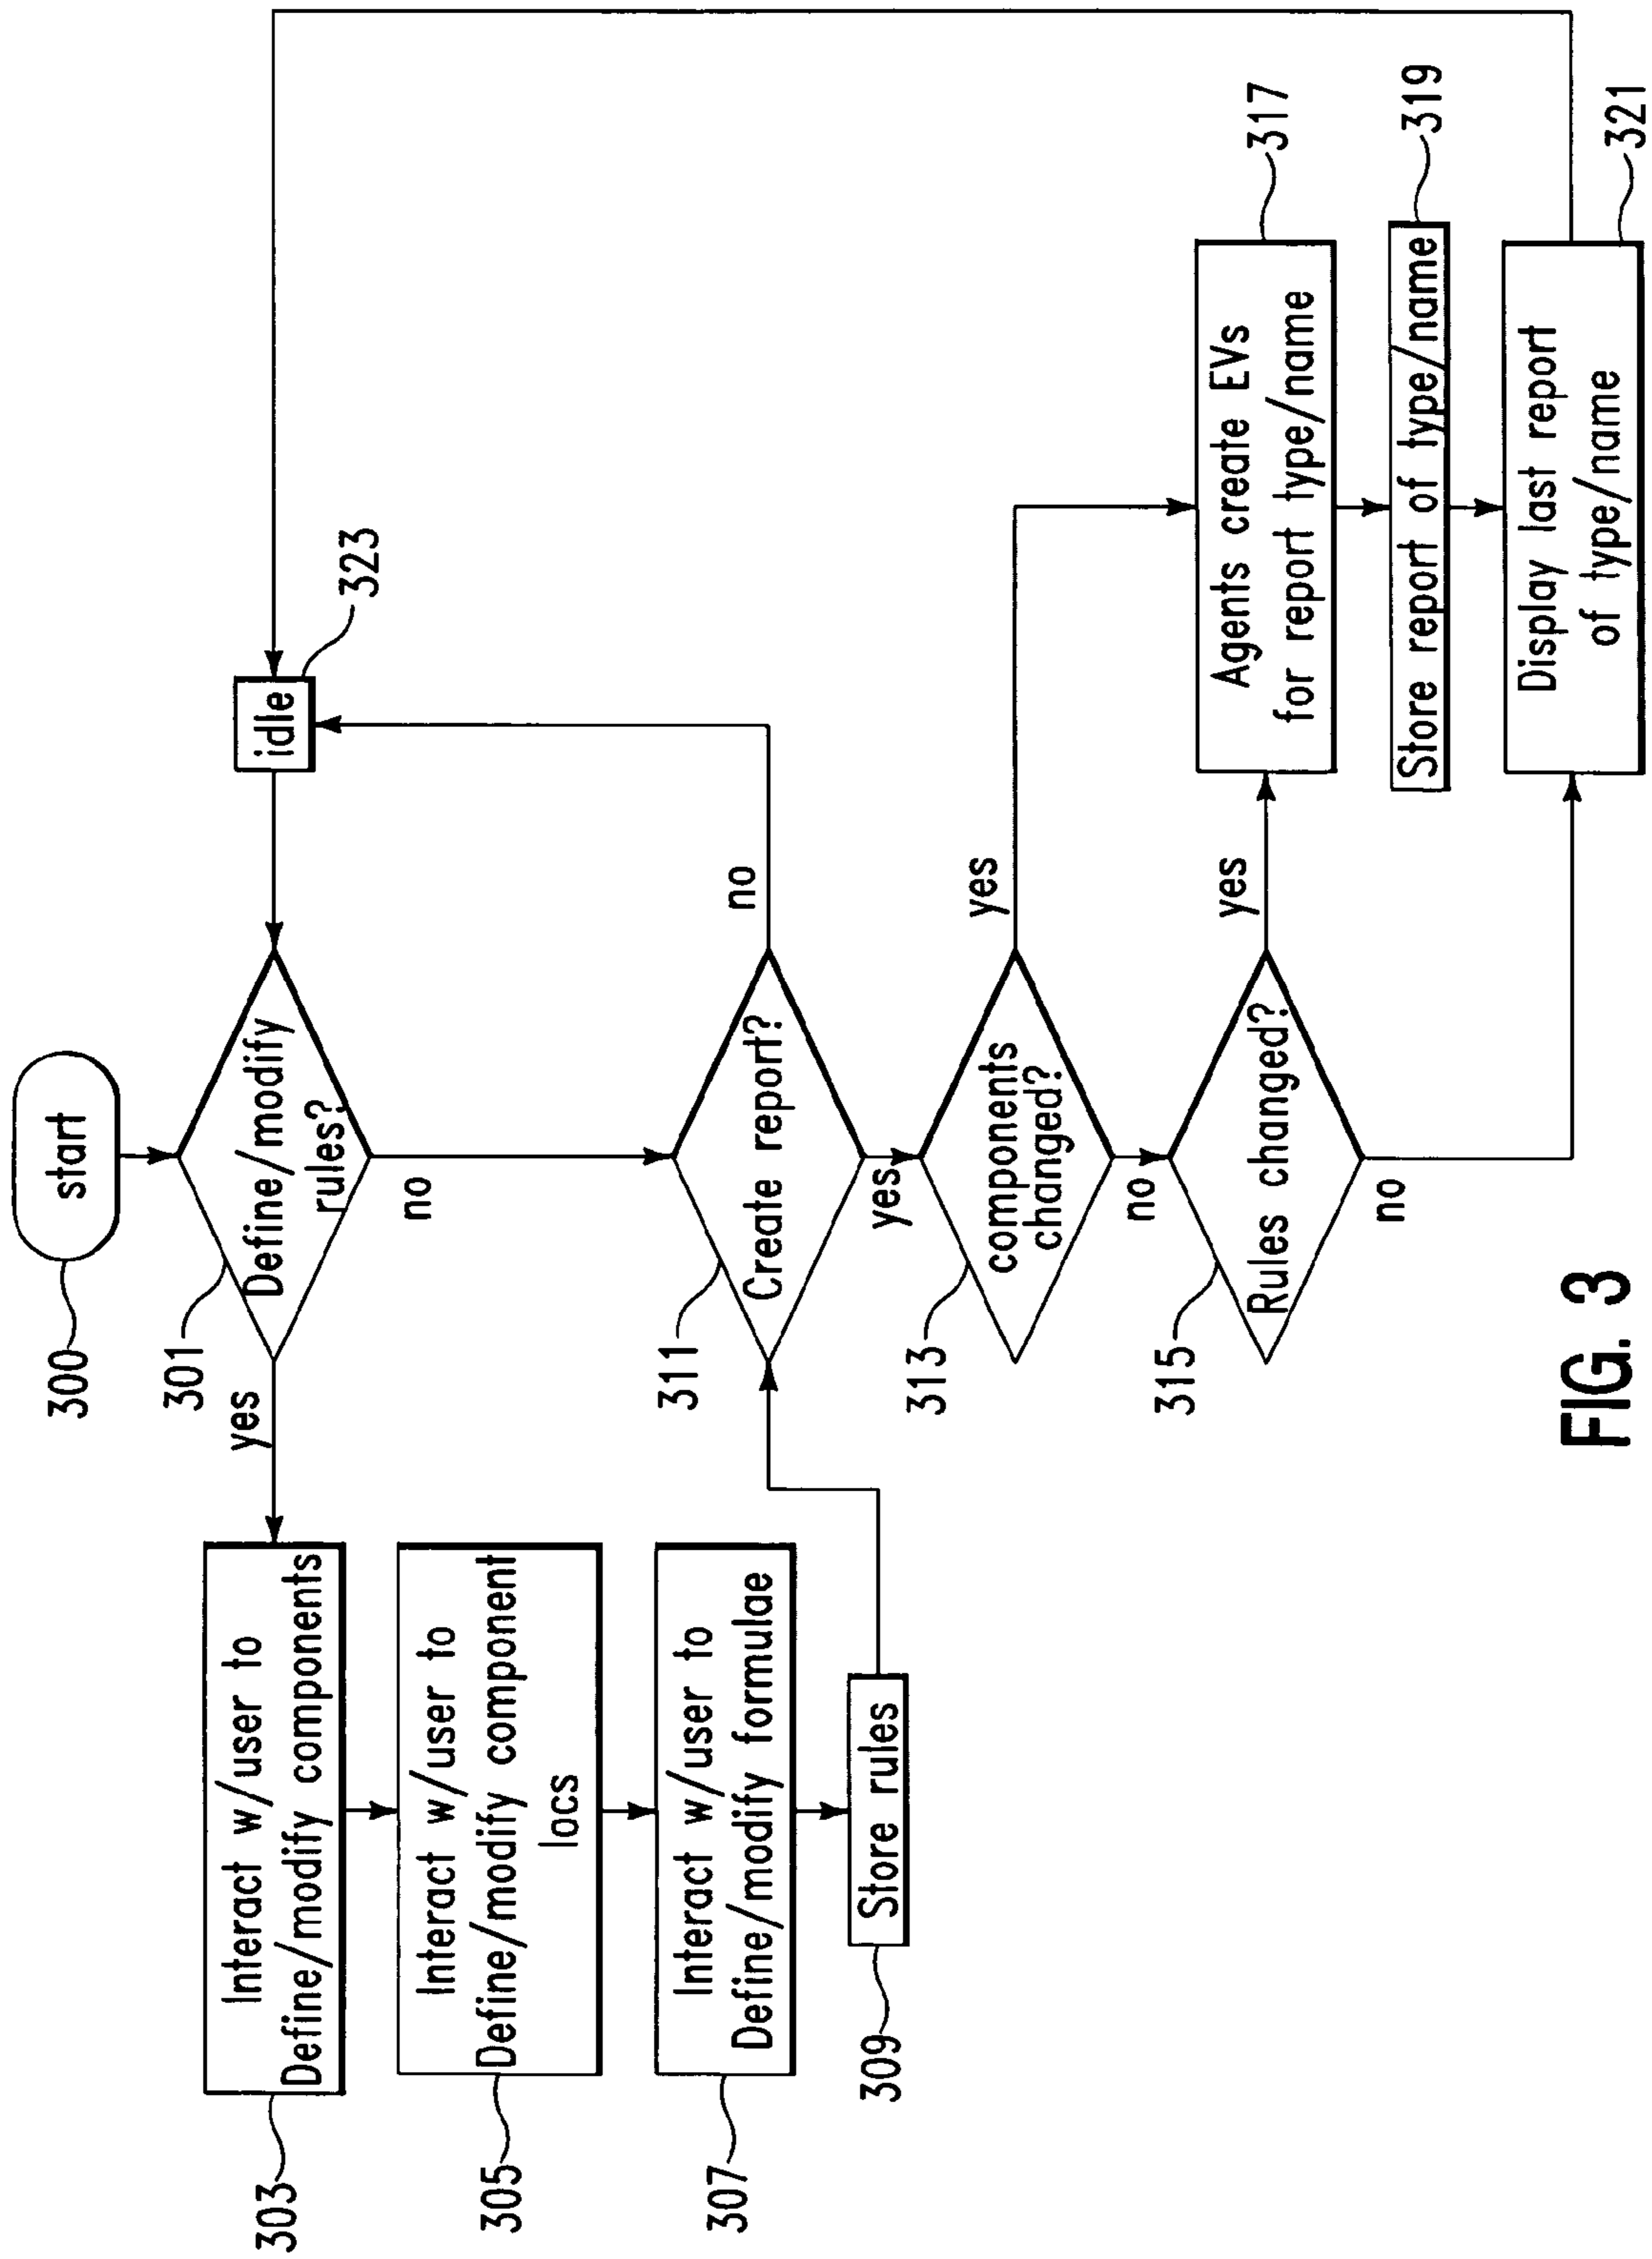 300
start
301
Define/modify
rules?
yes
no
idle
323
303
Interact w/user to
Define/modify components
305
Interact w/user to
Define/modify component
locs
307
Interact w/user to
Define/modify formulae
309
Store rules
311
Create report?
no
yes
313
components
changed?
yes
no
315
Rules changed?
yes
no
317
Agents create EVs
for report type/name
319
Store report of type/name
321
Display last report
of type/name
FIG. 3